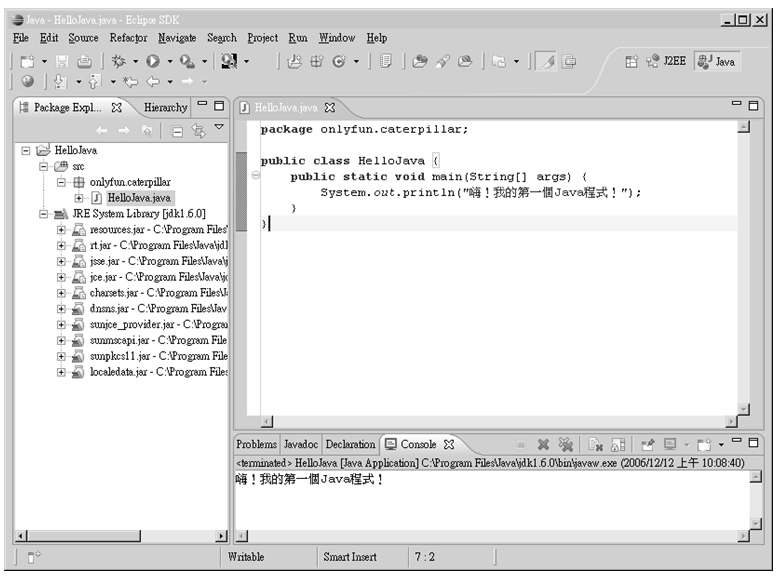 Java - HelloJava.java - Eclipse SDK
File Edit Source Refactor Navigate Search Project Run Window Help
J2EE Java
Package Expl... Hierarchy
HelloJava
src
onlyfun.caterpillar
HelloJava.java
JRE System Library [jdk1.6.0]
resources.jar - C:\Program Files\
rt.jar - C:\Program Files\Java\jdk1
jsse.jar - C:\Program Files\Java\j
jce.jar - C:\Program Files\Java\jd
charsets.jar - C:\Program Files\J
dnsns.jar - C:\Program Files\Jav
sunjce_provider.jar - C:\Program
sunmscapi.jar - C:\Program File
sunpkcs11.jar - C:\Program File
localedata.jar - C:\Program Files
HelloJava.java
package onlyfun.caterpillar;
public class HelloJava {
public static void main(String[] args) {
System.out.println("嗨！我的第一個Java程式！");
}
}
Problems Javadoc Declaration Console
<terminated> HelloJava [Java Application] C:\Program Files\Java\jdk1.6.0\bin\javaw.exe (2006/12/12 上午 10:08:40)
嗨！我的第一個Java程式！
Writable Smart Insert 7 : 2